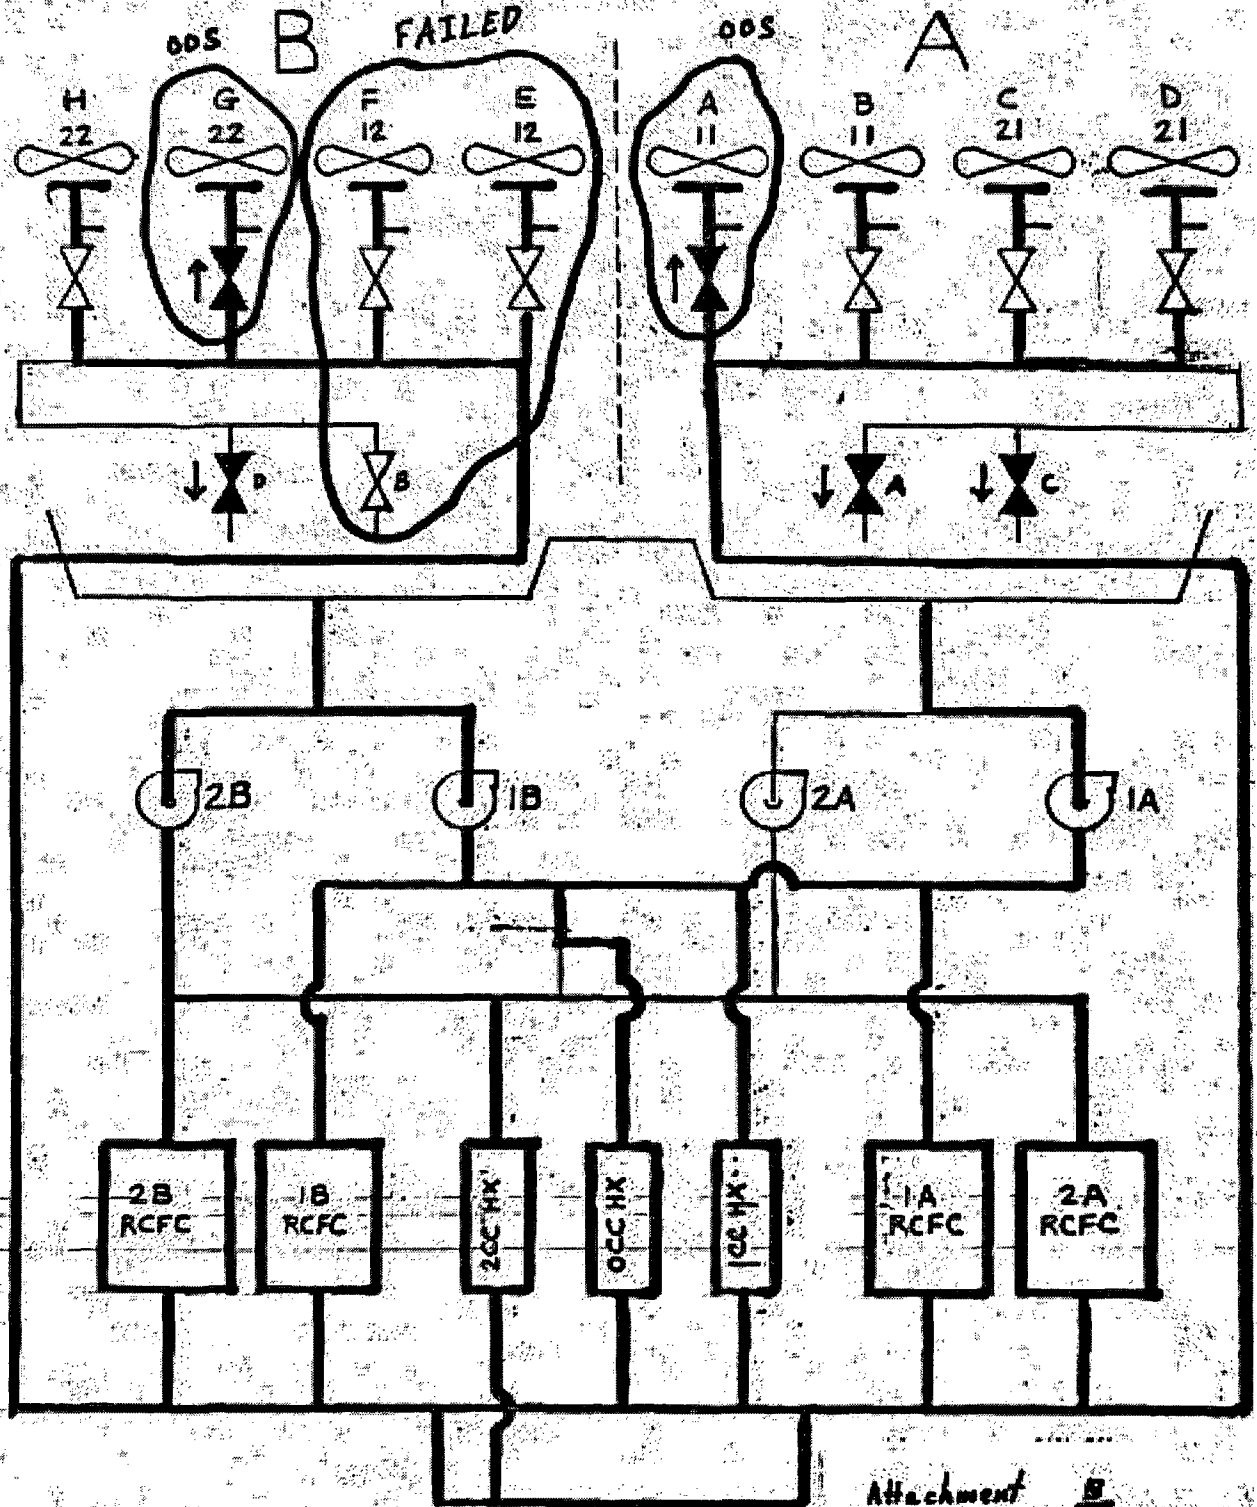 OOS B FAILED OOS A
H G F E A B C D
22 22 12 12 11 11 21 21
D B A C
2B 1B 2A 1A
2B RCFC
1B RCFC
2CC HX
0CC HX
1CC HX
1A RCFC
2A RCFC
Attachment